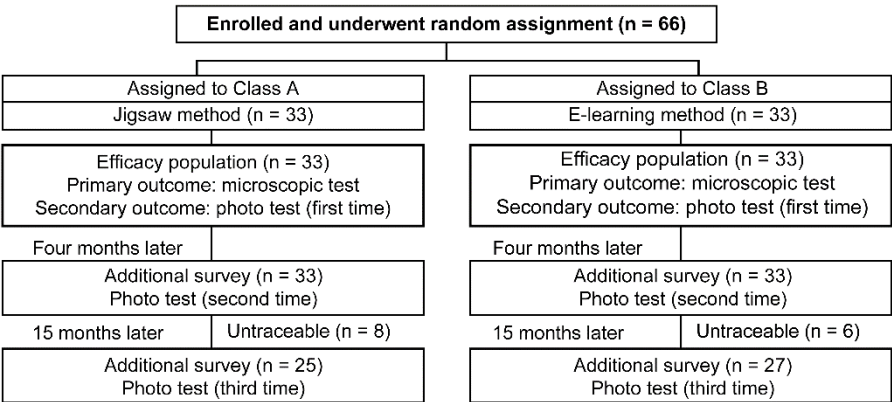 Enrolled and underwent random assignment (n = 66)
Assigned to Class A
Jigsaw method (n = 33)
Efficacy population (n = 33)
Primary outcome: microscopic test
Secondary outcome: photo test (first time)
Four months later
Additional survey (n = 33)
Photo test (second time)
15 months later
Untraceable (n = 8)
Additional survey (n = 25)
Photo test (third time)
Assigned to Class B
E-learning method (n = 33)
Efficacy population (n = 33)
Primary outcome: microscopic test
Secondary outcome: photo test (first time)
Four months later
Additional survey (n = 33)
Photo test (second time)
15 months later
Untraceable (n = 6)
Additional survey (n = 27)
Photo test (third time)